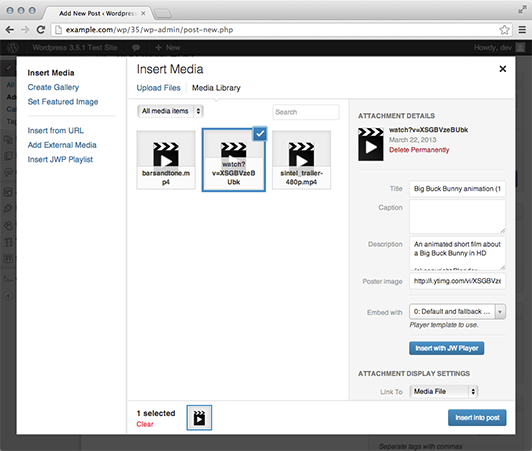 Add New Post ‹ Wordpress
example.com/wp/35/wp-admin/post-new.php
Wordpress 3.5.1 Test Site
+ New
Howdy, dev
Insert Media
Create Gallery
Set Featured Image
Insert from URL
Add External Media
Insert JWP Playlist
Insert Media
Upload Files
Media Library
All media items
Search
barsandtone.m
p4
watch?
v=XSGBVzeB
Ubk
sintel_trailer-
480p.mp4
ATTACHMENT DETAILS
watch?v=XSGBVzeBUbk
March 22, 2013
Delete Permanently
Title
Big Buck Bunny animation (1
Caption
Description
An animated short film about
a Big Buck Bunny in HD
Poster image
http://i.ytimg.com/vi/XSGBVze
Embed with
0: Default and fallback ...
Player template to use.
Insert with JW Player
ATTACHMENT DISPLAY SETTINGS
Link To
Media File
1 selected
Clear
Insert into post
Separate tags with commas